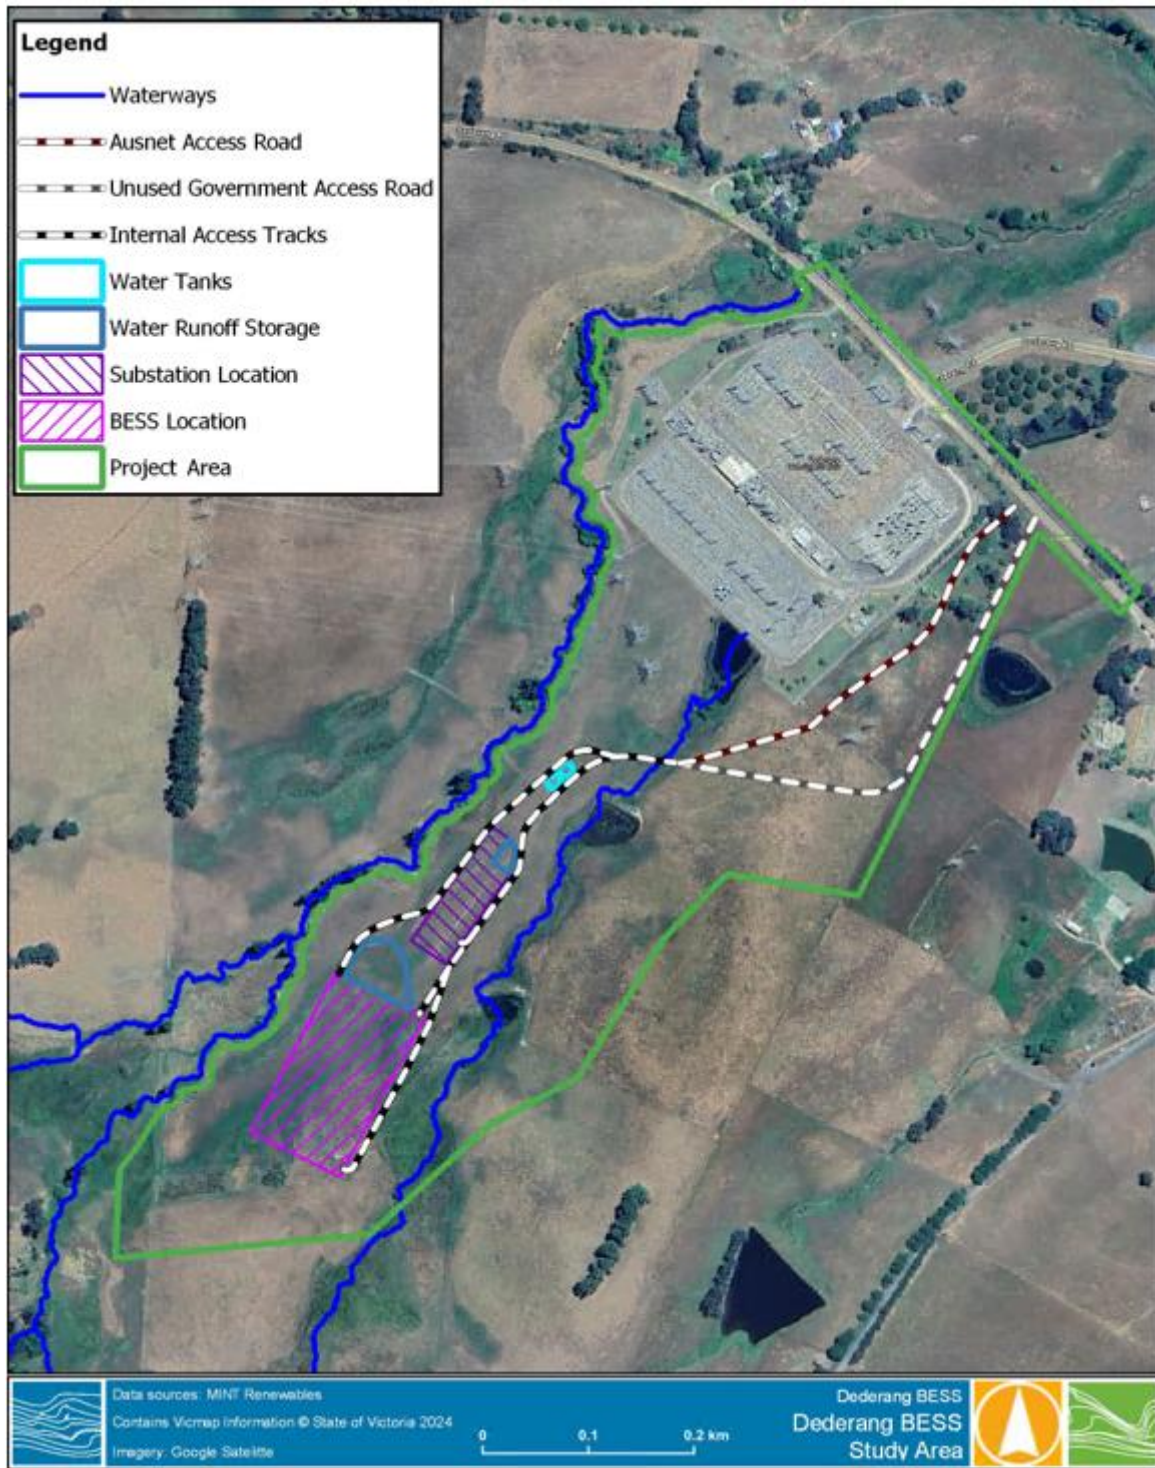 Legend
Waterways
Ausnet Access Road
Unused Government Access Road
Internal Access Tracks
Water Tanks
Water Runoff Storage
Substation Location
BESS Location
Project Area
Data sources: MINT Renewables
Contains Vicmap Information © State of Victoria 2024
Imagery: Google Satelitte
0 0.1 0.2 km
Dederang BESS
Dederang BESS
Study Area